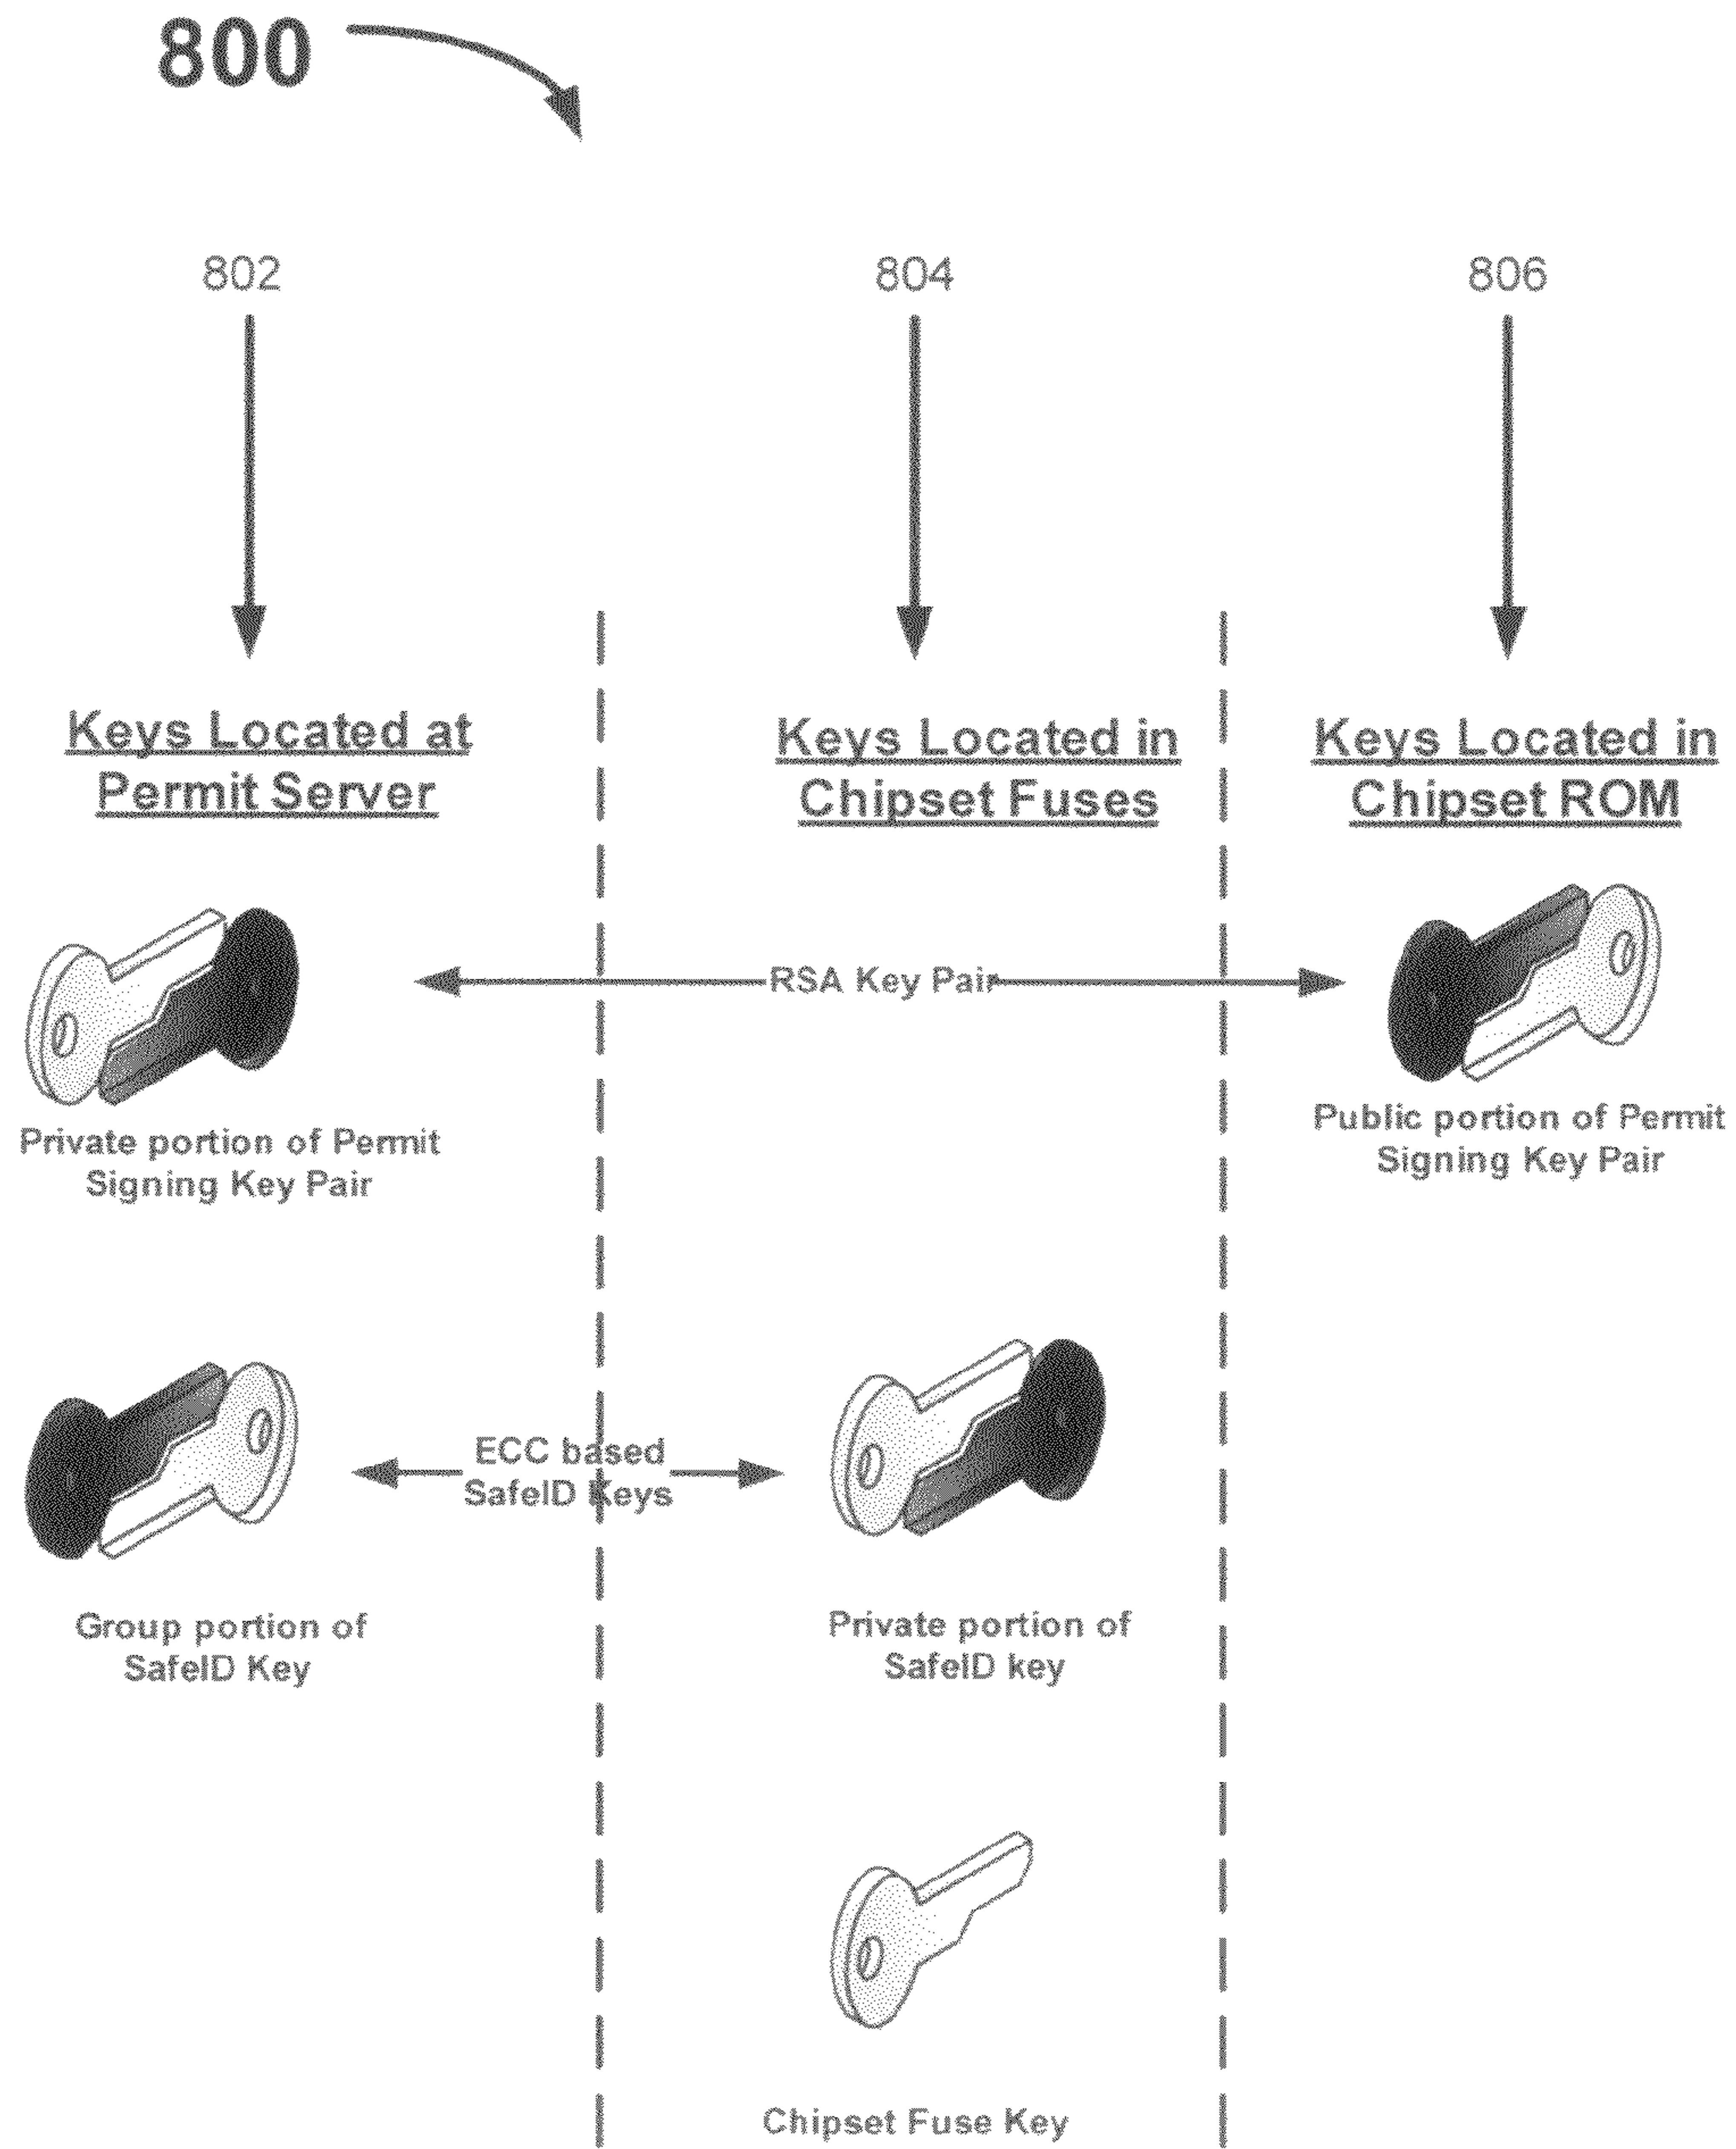 800
802
804
806
Keys Located at
Permit Server
Keys Located in
Chipset Fuses
Keys Located in
Chipset ROM
RSA Key Pair
Private portion of Permit
Signing Key Pair
Public portion of Permit
Signing Key Pair
ECC based
SafeID Keys
Group portion of
SafeID Key
Private portion of
SafeID key
Chipset Fuse Key